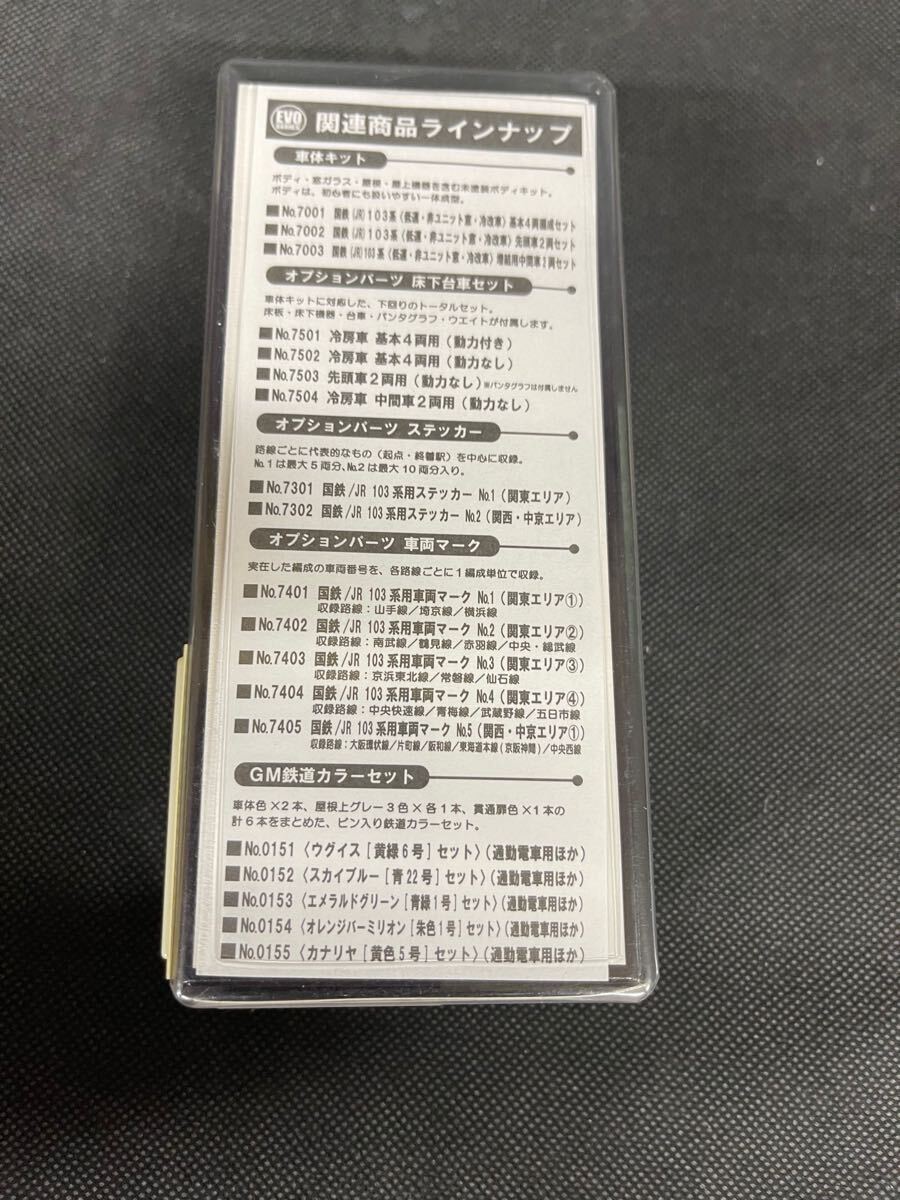 EVO SERIES 関連商品ラインナップ
車体キット
ボディ・窓ガラス・屋根・屋上機器を含む未塗装ボディキット。
ボディは、初心者にも扱いやすい一体成型。
■No.7001 国鉄(JR)103系〈低運・非ユニット窓・冷改車〉基本4両編成セット
■No.7002 国鉄(JR)103系〈低運・非ユニット窓・冷改車〉先頭車2両セット
■No.7003 国鉄(JR)103系〈低運・非ユニット窓・冷改車〉増結用中間車2両セット
オプションパーツ 床下台車セット
車体キットに対応した、下回りのトータルセット。
床板・床下機器・台車・パンタグラフ・ウエイトが付属します。
■No.7501 冷房車 基本4両用(動力付き)
■No.7502 冷房車 基本4両用(動力なし)
■No.7503 先頭車2両用(動力なし)※パンタグラフは付属しません
■No.7504 冷房車 中間車2両用(動力なし)
オプションパーツ ステッカー
路線ごとに代表的なもの(起点・終着駅)を中心に収録。
No.1は最大5両分、No.2は最大10両分入り。
■No.7301 国鉄/JR 103系用ステッカー No.1(関東エリア)
■No.7302 国鉄/JR 103系用ステッカー No.2(関西・中京エリア)
オプションパーツ 車両マーク
実在した編成の車両番号を、各路線ごとに1編成単位で収録。
■No.7401 国鉄/JR 103系用車両マーク No.1(関東エリア①)
収録路線:山手線/埼京線/横浜線
■No.7402 国鉄/JR 103系用車両マーク No.2(関東エリア②)
収録路線:南武線/鶴見線/赤羽線/中央・総武線
■No.7403 国鉄/JR 103系用車両マーク No.3(関東エリア③)
収録路線:京浜東北線/常磐線/仙石線
■No.7404 国鉄/JR 103系用車両マーク No.4(関東エリア④)
収録路線:中央快速線/青梅線/武蔵野線/五日市線
■No.7405 国鉄/JR 103系用車両マーク No.5(関西・中京エリア①)
収録路線:大阪環状線/片町線/阪和線/東海道本線(京阪神間)/中央西線
GM鉄道カラーセット
車体色×2本、屋根上グレー3色×各1本、貫通扉色×1本の
計6本をまとめた、ビン入り鉄道カラーセット。
■No.0151〈ウグイス[黄緑6号]セット〉(通勤電車用ほか)
■No.0152〈スカイブルー[青22号]セット〉(通勤電車用ほか)
■No.0153〈エメラルドグリーン[青緑1号]セット〉(通勤電車用ほか)
■No.0154〈オレンジバーミリオン[朱色1号]セット〉(通勤電車用ほか)
■No.0155〈カナリヤ[黄色5号]セット〉(通勤電車用ほか)